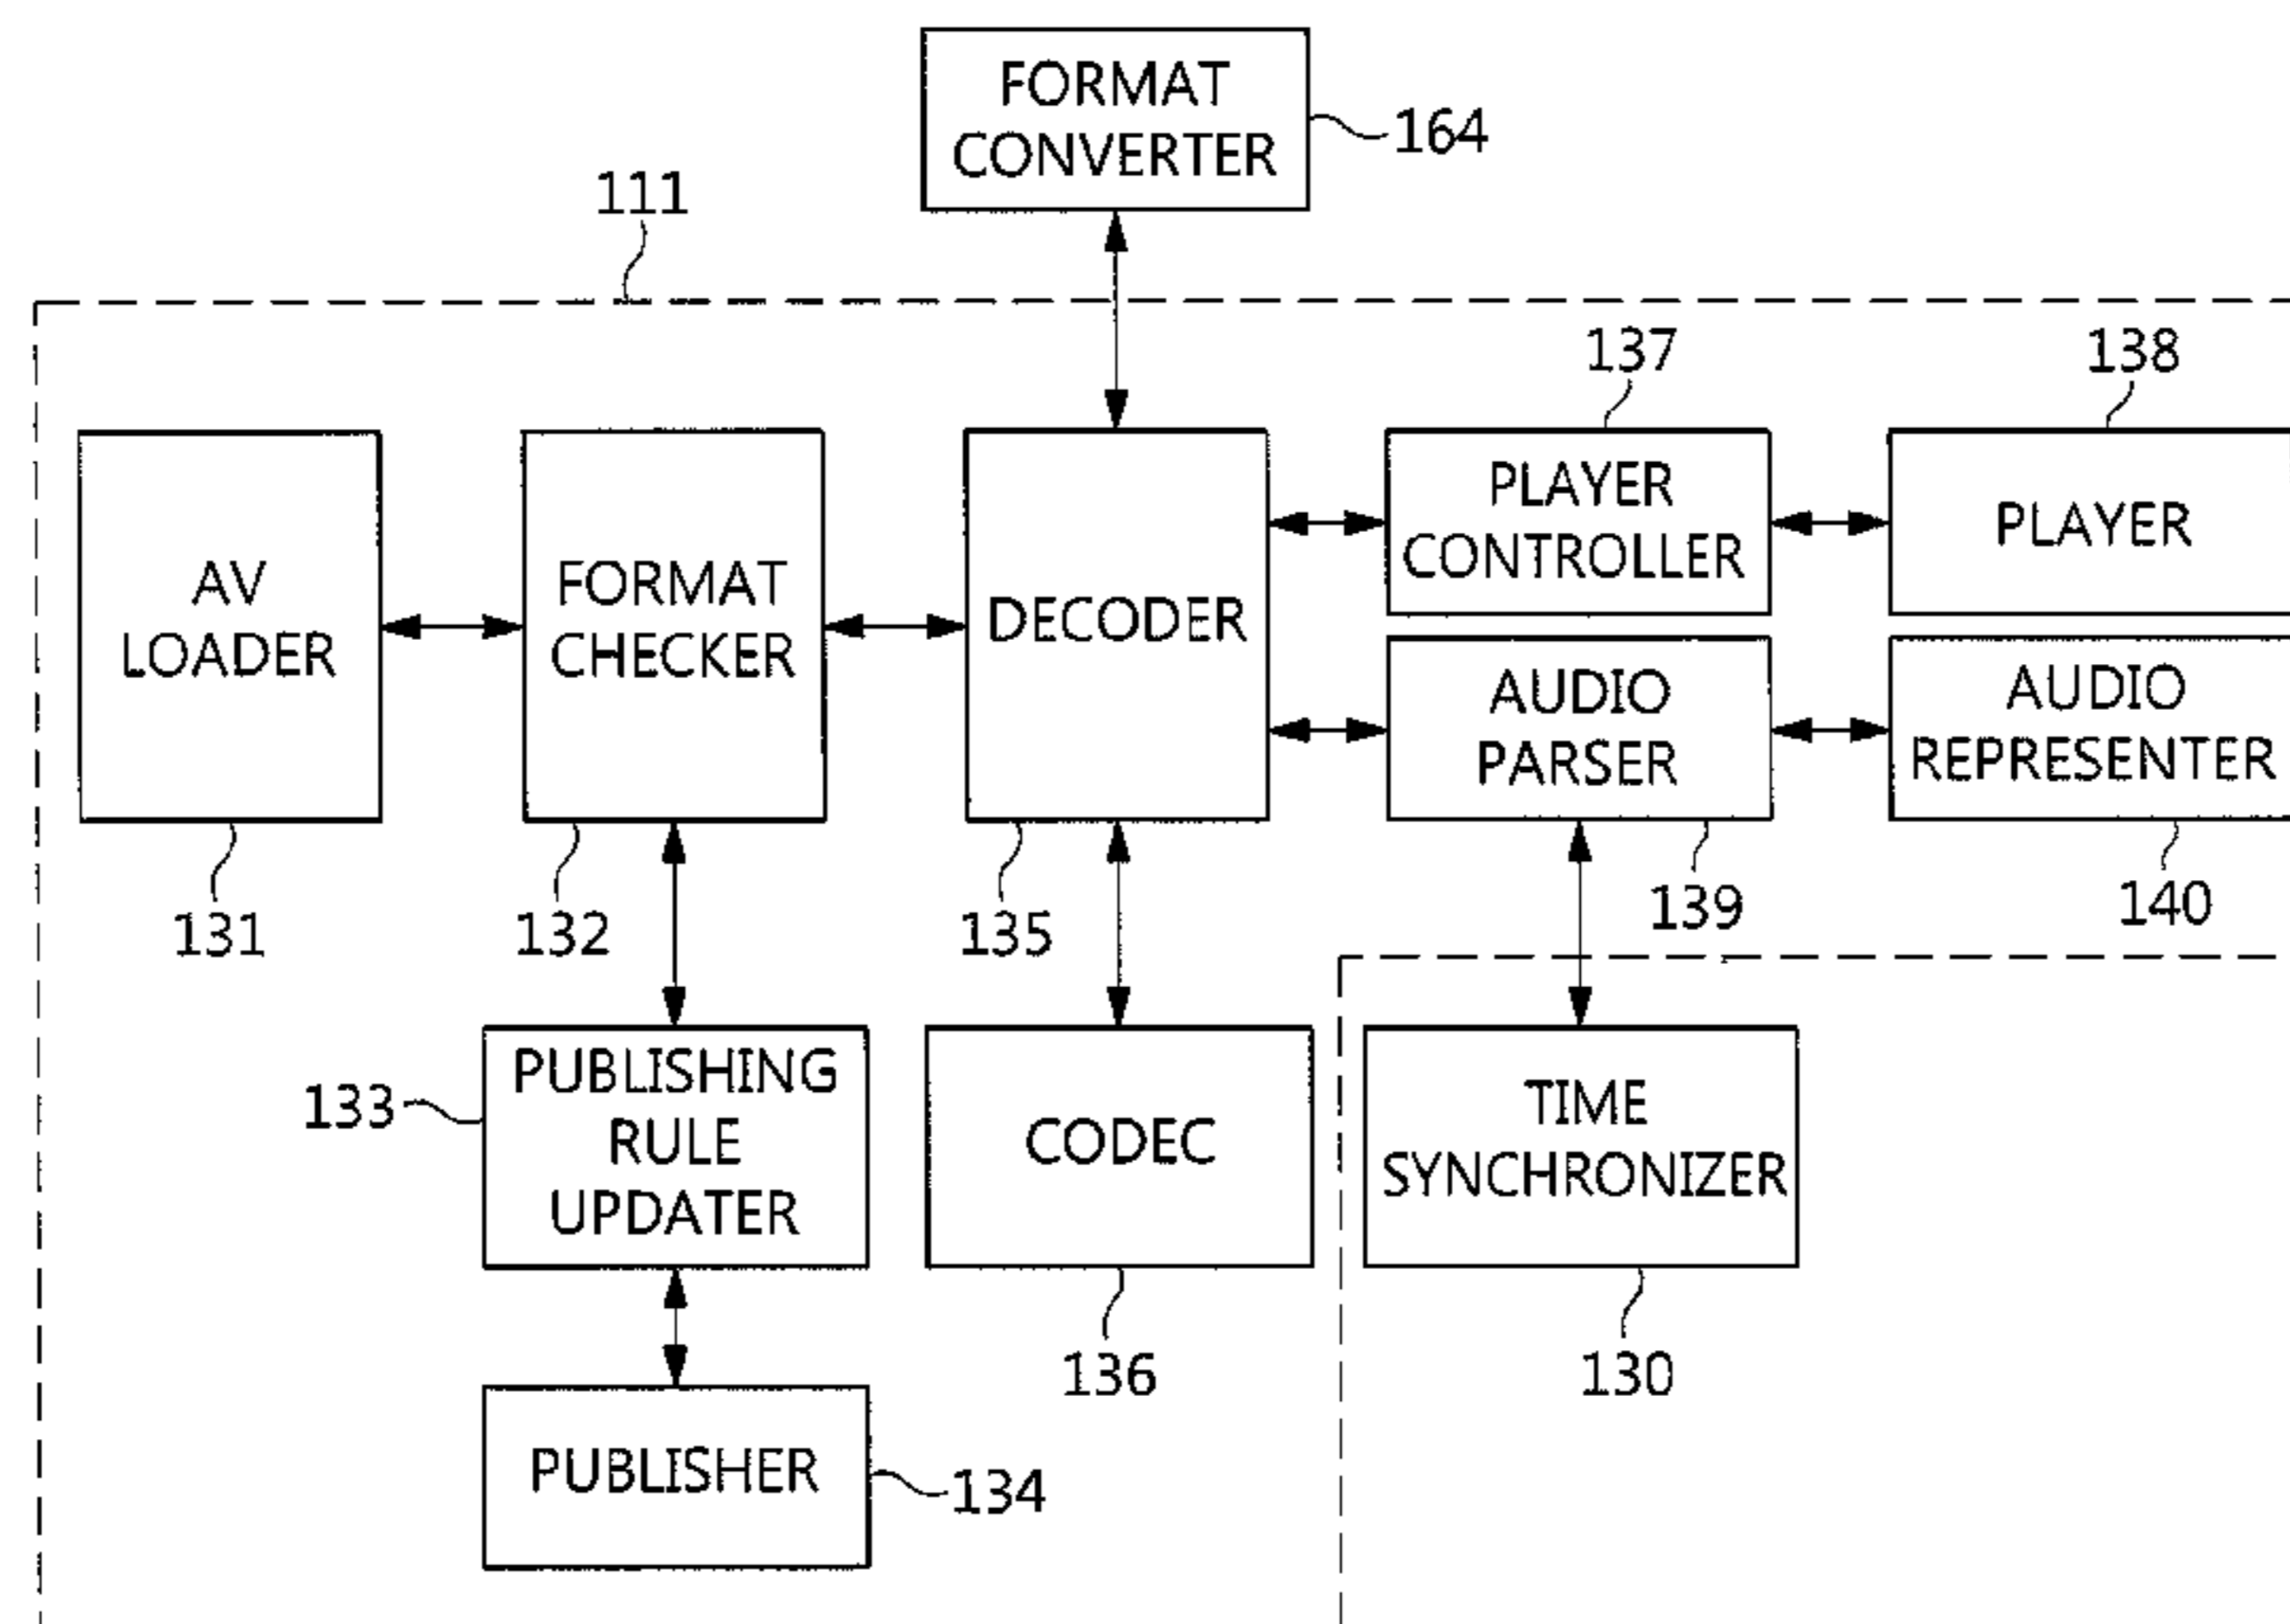 FORMAT
CONVERTER
164
111
137
138
AV
LOADER
FORMAT
CHECKER
DECODER
PLAYER
CONTROLLER
PLAYER
AUDIO
PARSER
AUDIO
REPRESENTER
131
132
135
139
140
133
PUBLISHING
RULE
UPDATER
CODEC
TIME
SYNCHRONIZER
136
130
PUBLISHER
134